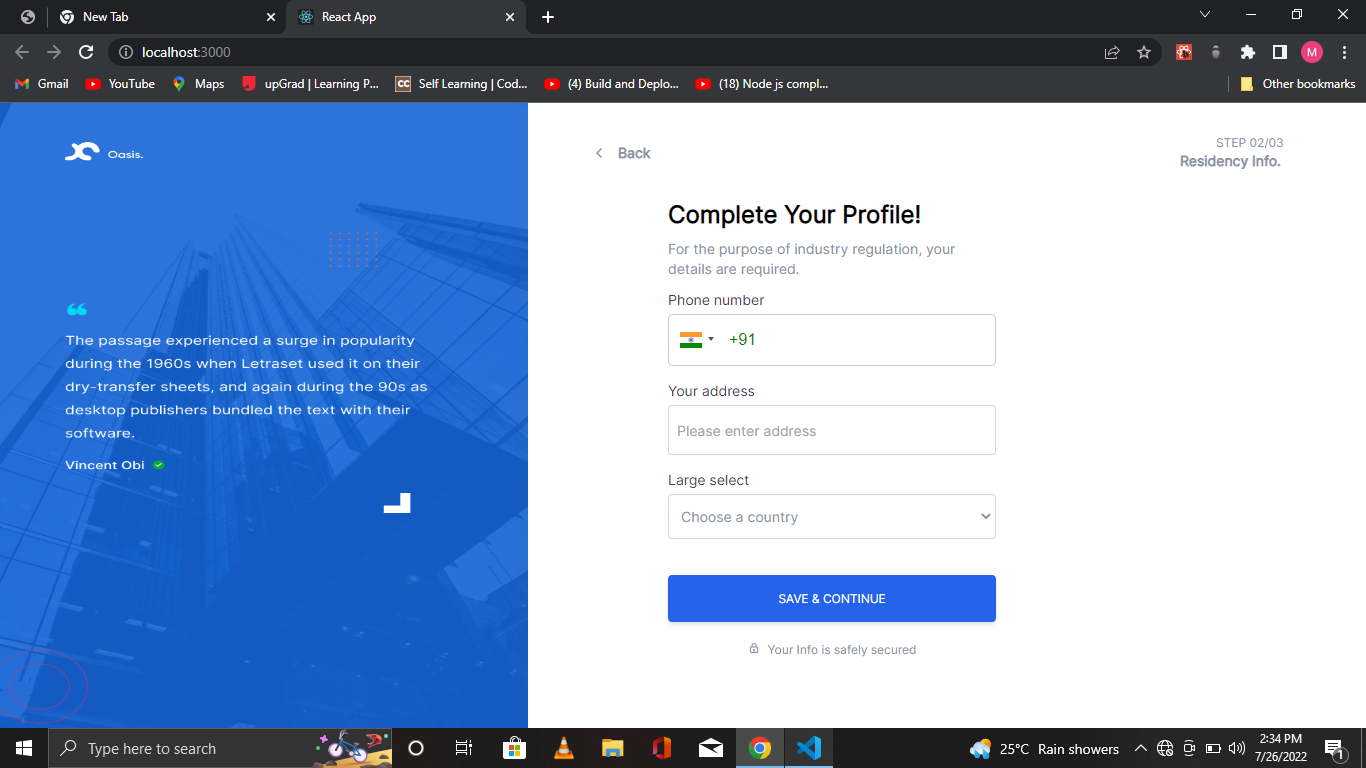 New Tab
React App
localhost:3000
M
Gmail
YouTube
Maps
upGrad | Learning P...
CC
Self Learning | Cod...
(4) Build and Deplo...
(18) Node js compl...
Other bookmarks
Oasis.
“
The passage experienced a surge in popularity
during the 1960s when Letraset used it on their
dry-transfer sheets, and again during the 90s as
desktop publishers bundled the text with their
software.
Vincent Obi
Back
STEP 02/03
Residency Info.
Complete Your Profile!
For the purpose of industry regulation, your
details are required.
Phone number
+91
Your address
Please enter address
Large select
Choose a country
SAVE & CONTINUE
Your Info is safely secured
Type here to search
25°C Rain showers
2:34 PM
7/26/2022
1